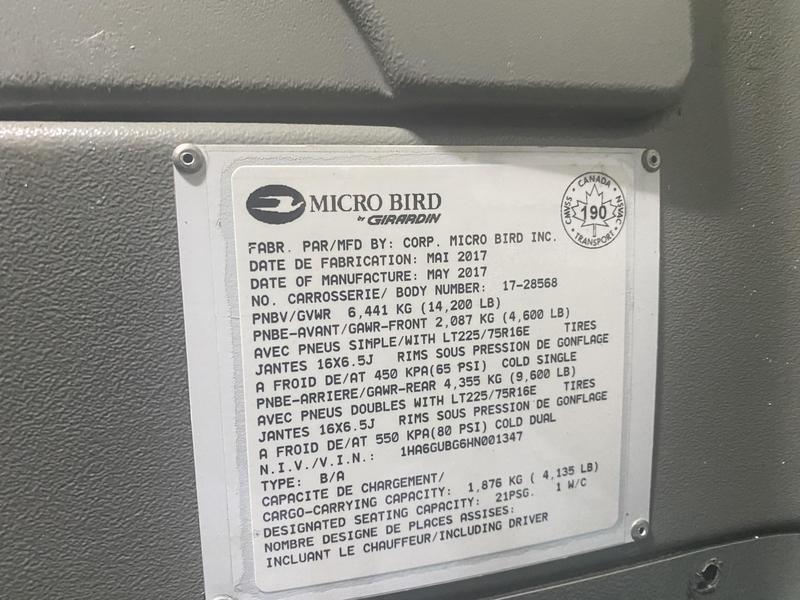 MICRO BIRD
by GIRARDIN
CANADA
CMVSS
190
NSVAC
TRANSPORT
FABR. PAR/MFD BY: CORP. MICRO BIRD INC.
DATE DE FABRICATION: MAI 2017
DATE OF MANUFACTURE: MAY 2017
NO. CARROSSERIE/ BODY NUMBER: 17-28568
PNBV/GVWR 6,441 KG (14,200 LB)
PNBE-AVANT/GAWR-FRONT 2,087 KG (4,600 LB)
AVEC PNEUS SIMPLE/WITH LT225/75R16E TIRES
JANTES 16X6.5J RIMS SOUS PRESSION DE GONFLAGE
A FROID DE/AT 450 KPA(65 PSI) COLD SINGLE
PNBE-ARRIERE/GAWR-REAR 4,355 KG (9,600 LB)
AVEC PNEUS DOUBLES WITH LT225/75R16E TIRES
JANTES 16X6.5J RIMS SOUS PRESSION DE GONFLAGE
A FROID DE/AT 550 KPA(80 PSI) COLD DUAL
N.I.V./V.I.N.: 1HA6GUBG6HN001347
TYPE: B/A
CAPACITE DE CHARGEMENT/
CARGO-CARRYING CAPACITY: 1,876 KG ( 4,135 LB)
DESIGNATED SEATING CAPACITY: 21PSG. 1 W/C
NOMBRE DESIGNE DE PLACES ASSISES:
INCLUANT LE CHAUFFEUR/INCLUDING DRIVER